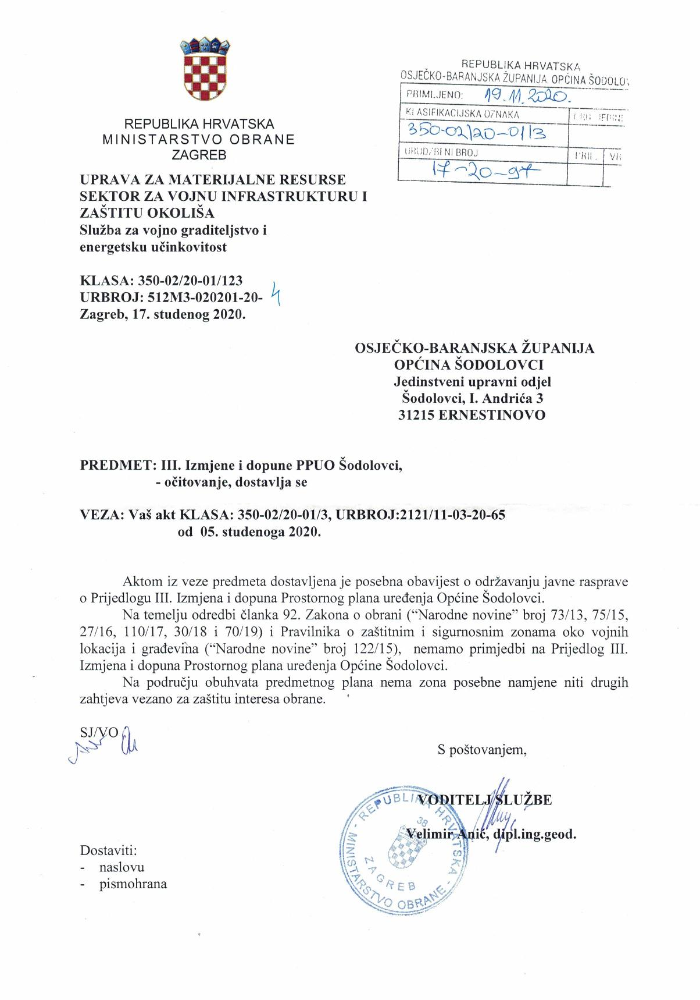 REPUBLIKA HRVATSKA
MINISTARSTVO OBRANE
ZAGREB
REPUBLIKA HRVATSKA
OSJEČKO-BARANJSKA ŽUPANIJA, OPĆINA ŠODOLOV
PRIMLJENO: 19.11.2020.
KLASIFIKACIJSKA OZNAKA
350-02/20-01/3
URUDŽBENI BROJ PRIL.
17-20-97
UPRAVA ZA MATERIJALNE RESURSE
SEKTOR ZA VOJNU INFRASTRUKTURU I
ZAŠTITU OKOLIŠA
Služba za vojno graditeljstvo i
energetsku učinkovitost
KLASA: 350-02/20-01/123
URBROJ: 512M3-020201-20- 4
Zagreb, 17. studenog 2020.
OSJEČKO-BARANJSKA ŽUPANIJA
OPĆINA ŠODOLOVCI
Jedinstveni upravni odjel
Šodolovci, I. Andrića 3
31215 ERNESTINOVO
PREDMET: III. Izmjene i dopune PPUO Šodolovci,
- očitovanje, dostavlja se
VEZA: Vaš akt KLASA: 350-02/20-01/3, URBROJ:2121/11-03-20-65
od 05. studenoga 2020.
Aktom iz veze predmeta dostavljena je posebna obavijest o održavanju javne rasprave
o Prijedlogu III. Izmjena i dopuna Prostornog plana uređenja Općine Šodolovci.
Na temelju odredbi članka 92. Zakona o obrani (“Narodne novine” broj 73/13, 75/15,
27/16, 110/17, 30/18 i 70/19) i Pravilnika o zaštitnim i sigurnosnim zonama oko vojnih
lokacija i građevina (“Narodne novine” broj 122/15), nemamo primjedbi na Prijedlog III.
Izmjena i dopuna Prostornog plana uređenja Općine Šodolovci.
Na području obuhvata predmetnog plana nema zona posebne namjene niti drugih
zahtjeva vezano za zaštitu interesa obrane.
SJ/VO
S poštovanjem,
VODITELJ SLUŽBE
Velimir Anić, dipl.ing.geod.
REPUBLIKA HRVATSKA - MINISTARSTVO OBRANE -
38
ZAGREB
Dostaviti:
- naslovu
- pismohrana